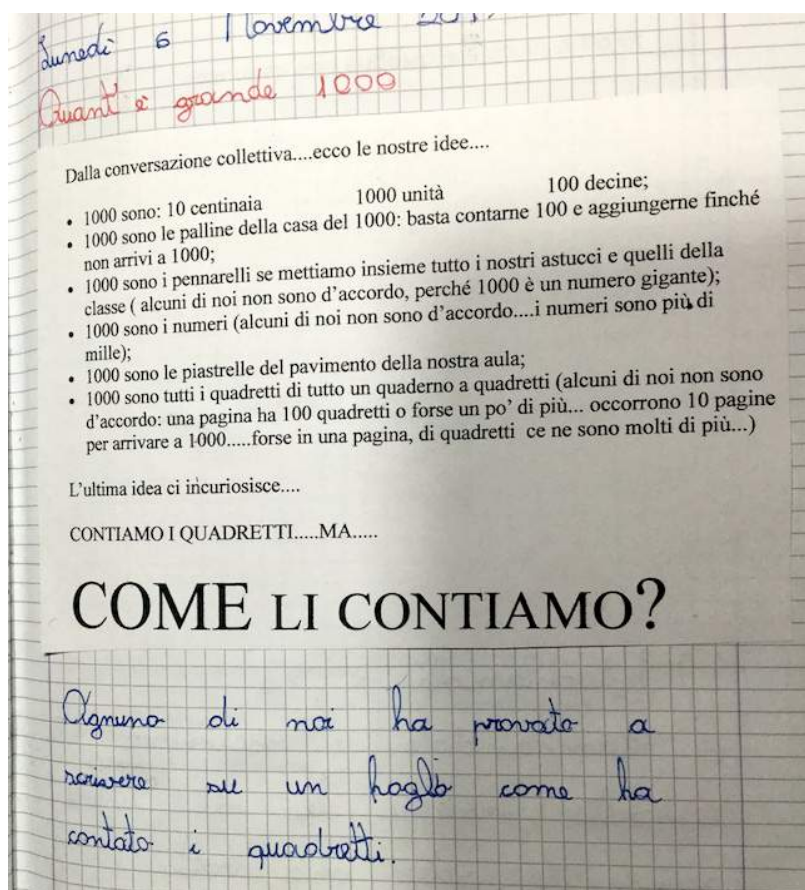 Lunedì 6 Novembre
Quant'è grande 1000
Dalla conversazione collettiva....ecco le nostre idee....
• 1000 sono: 10 centinaia 1000 unità 100 decine;
• 1000 sono le palline della casa del 1000: basta contarne 100 e aggiungerne finché
non arrivi a 1000;
• 1000 sono i pennarelli se mettiamo insieme tutto i nostri astucci e quelli della
classe ( alcuni di noi non sono d'accordo, perché 1000 è un numero gigante);
• 1000 sono i numeri (alcuni di noi non sono d'accordo....i numeri sono più di
mille);
• 1000 sono le piastrelle del pavimento della nostra aula;
• 1000 sono tutti i quadretti di tutto un quaderno a quadretti (alcuni di noi non sono
d'accordo: una pagina ha 100 quadretti o forse un po' di più... occorrono 10 pagine
per arrivare a 1000.....forse in una pagina, di quadretti ce ne sono molti di più...)
L'ultima idea ci incuriosisce....
CONTIAMO I QUADRETTI.....MA.....
COME LI CONTIAMO?
Ognuno di noi ha provato a
scrivere su un foglio come ha
contato i quadretti.